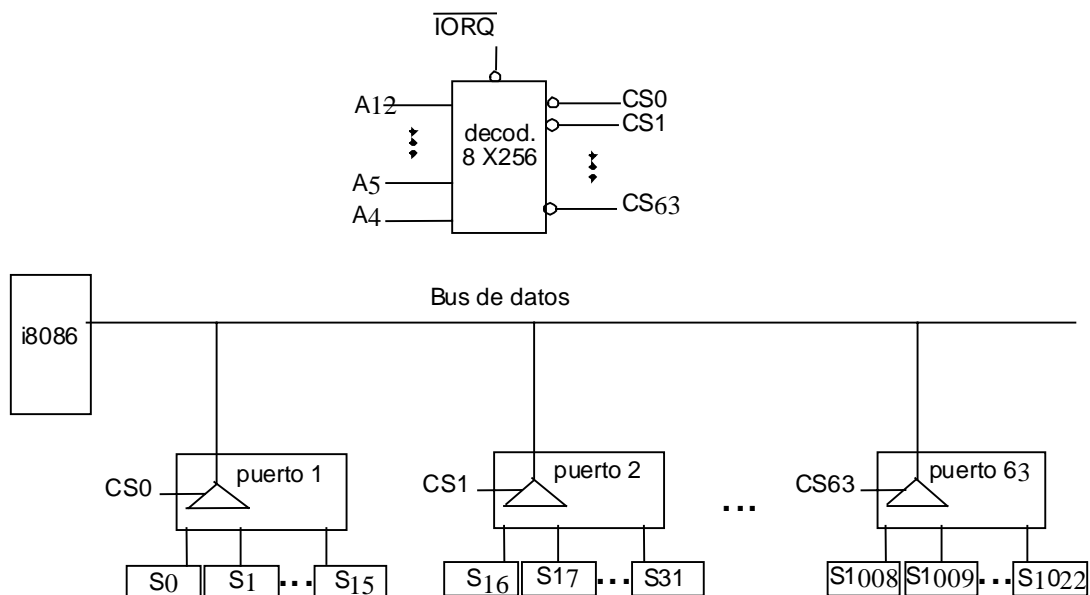 IORQ
A12
A5
A4
decod.
8 X256
CS0
CS1
CS63
Bus de datos
i8086
puerto 1
CS0
S0
S1
...
S15
puerto 2
CS1
S16
S17
...
S31
...
puerto 63
CS63
S1008
S1009
...
S1022